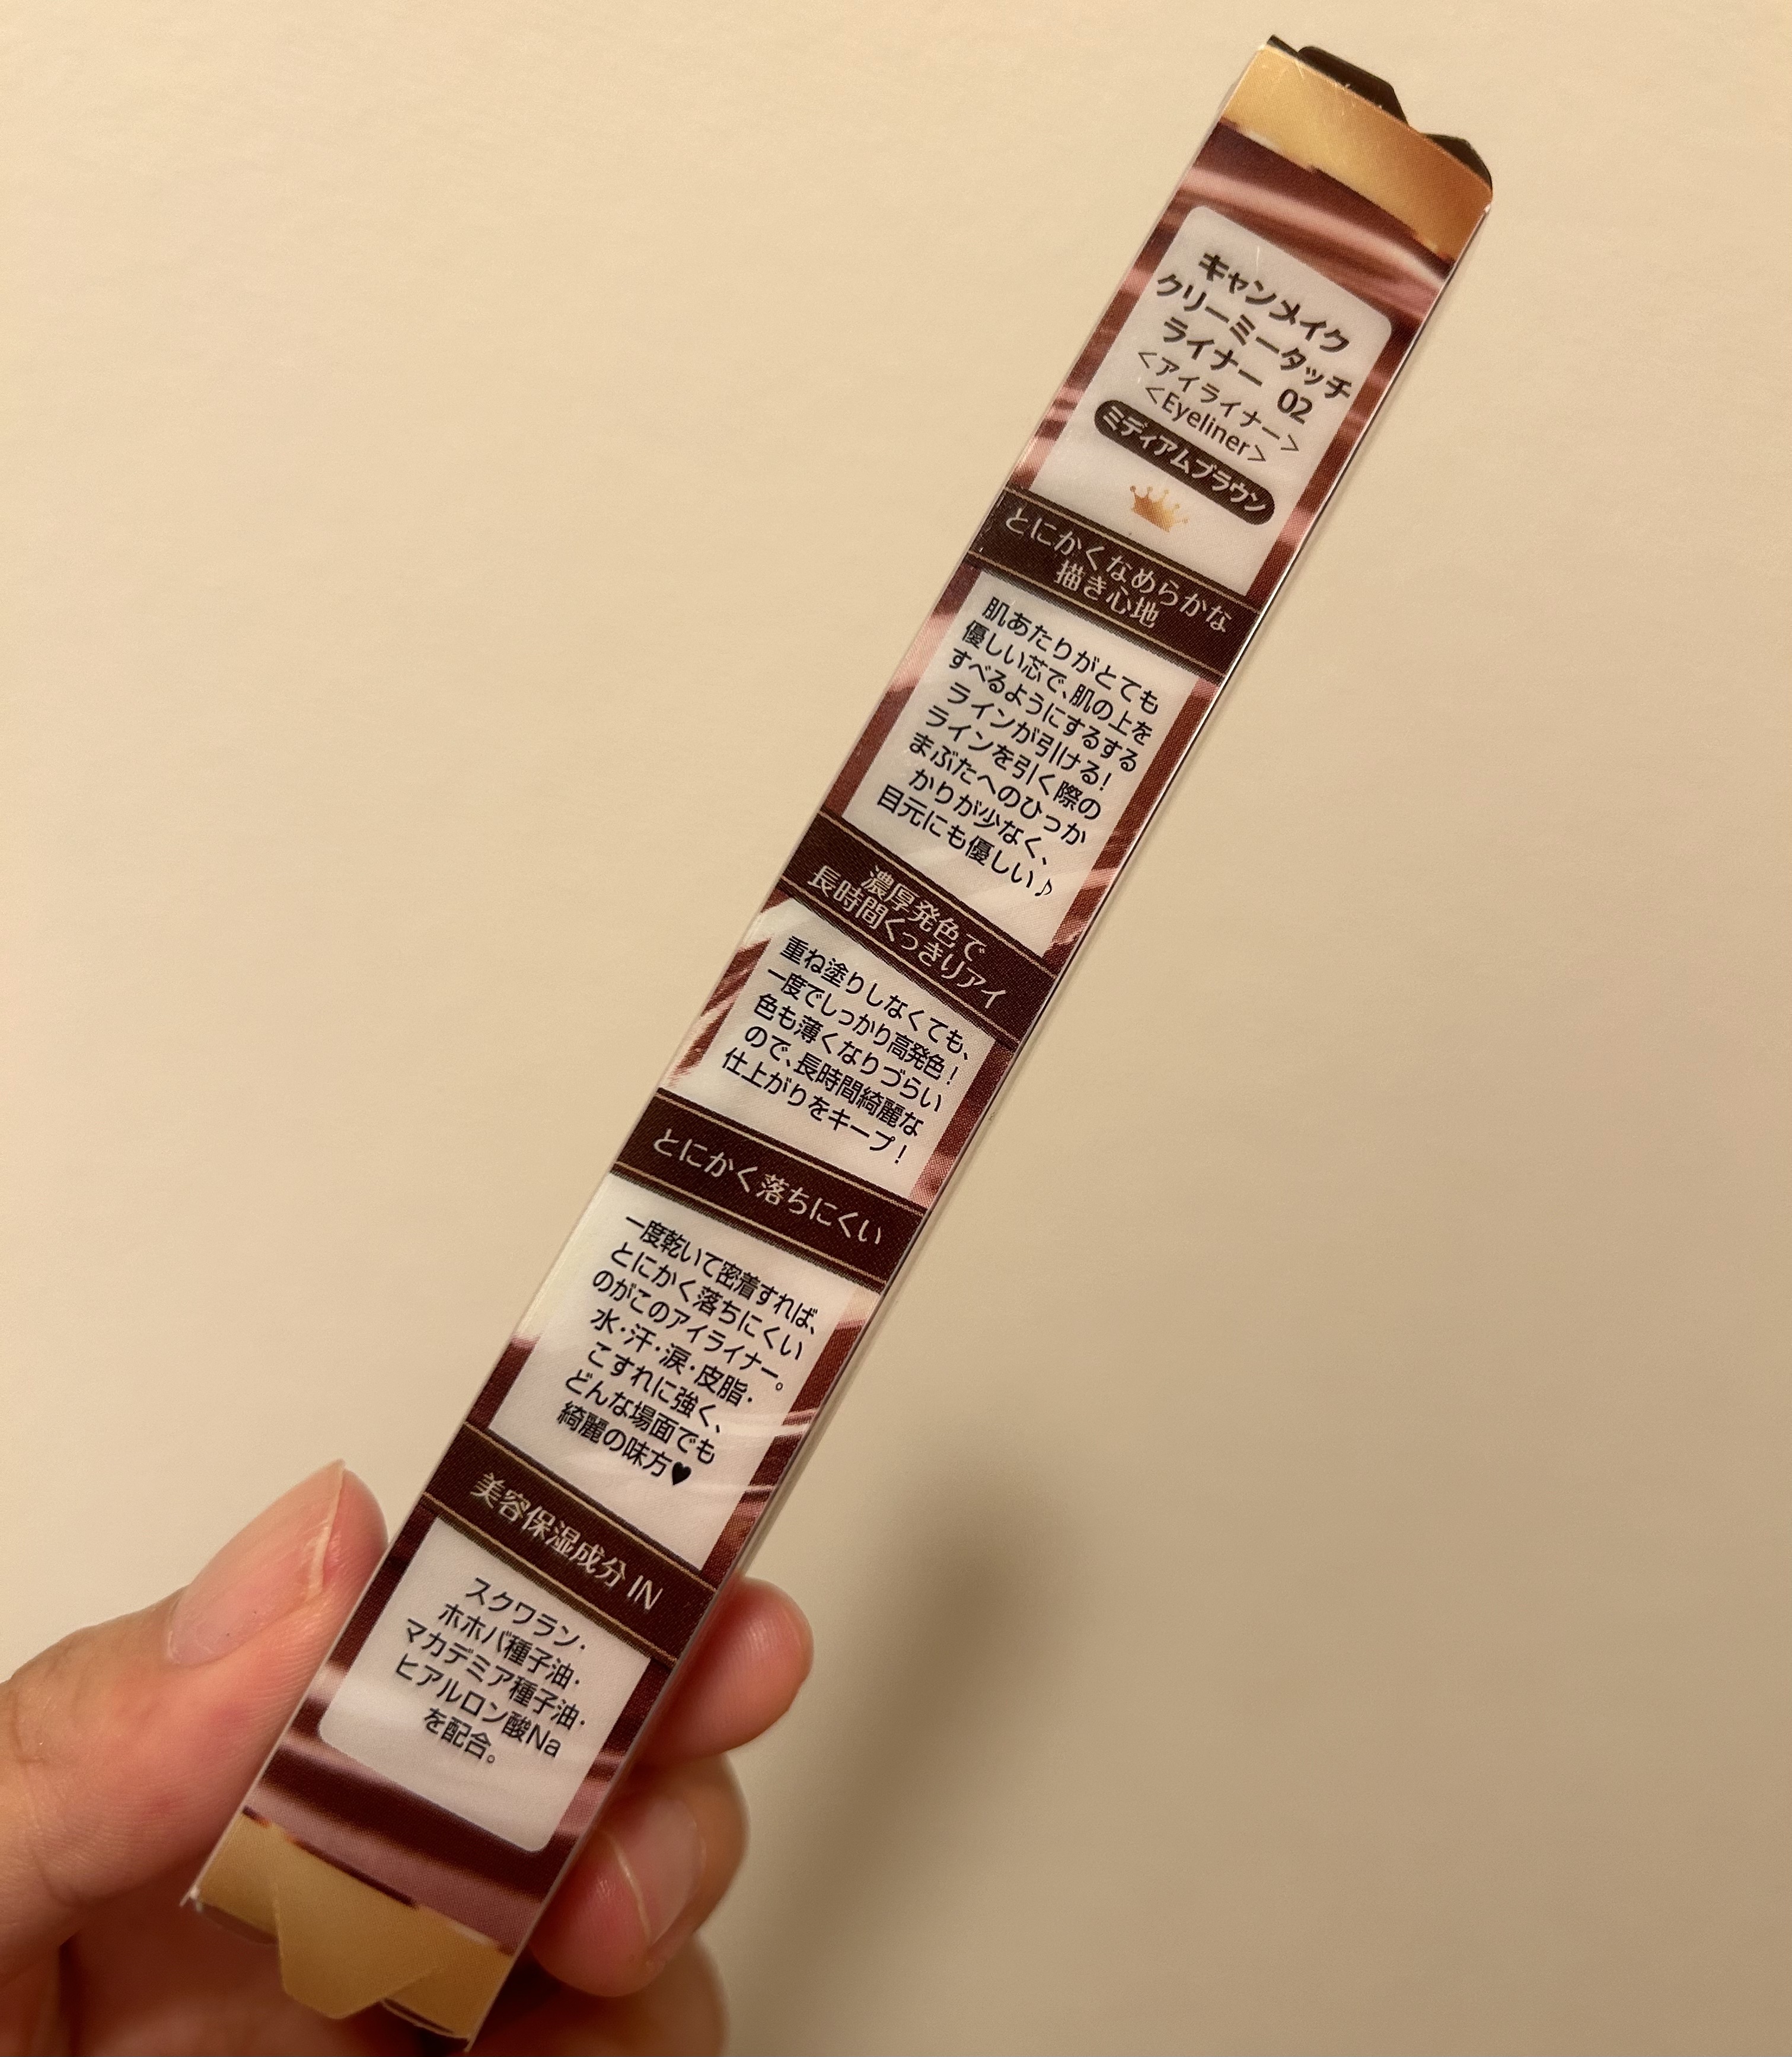 キャンメイク
クリーミータッチ
ライナー 02
<アイライナー>
<Eyeliner>
ミディアムブラウン
とにかくなめらかな
描き心地
肌あたりがとても
優しい芯で、肌の上を
すべるようにするする
ラインが引ける!
ラインを引く際の
まぶたへのひっか
かりが少なく、
目元にも優しい♪
濃厚発色で
長時間くっきりアイ
重ね塗りしなくても、
一度でしっかり高発色!
色も薄くなりづらい
ので、長時間綺麗な
仕上がりをキープ!
とにかく落ちにくい
一度乾いて密着すれば、
とにかく落ちにくい
のがこのアイライナー。
水・汗・涙・皮脂・
こすれに強く、
どんな場面でも
綺麗の味方♥
美容保湿成分 IN
スクワラン・
ホホバ種子油・
マカデミア種子油・
ヒアルロン酸Na
を配合。